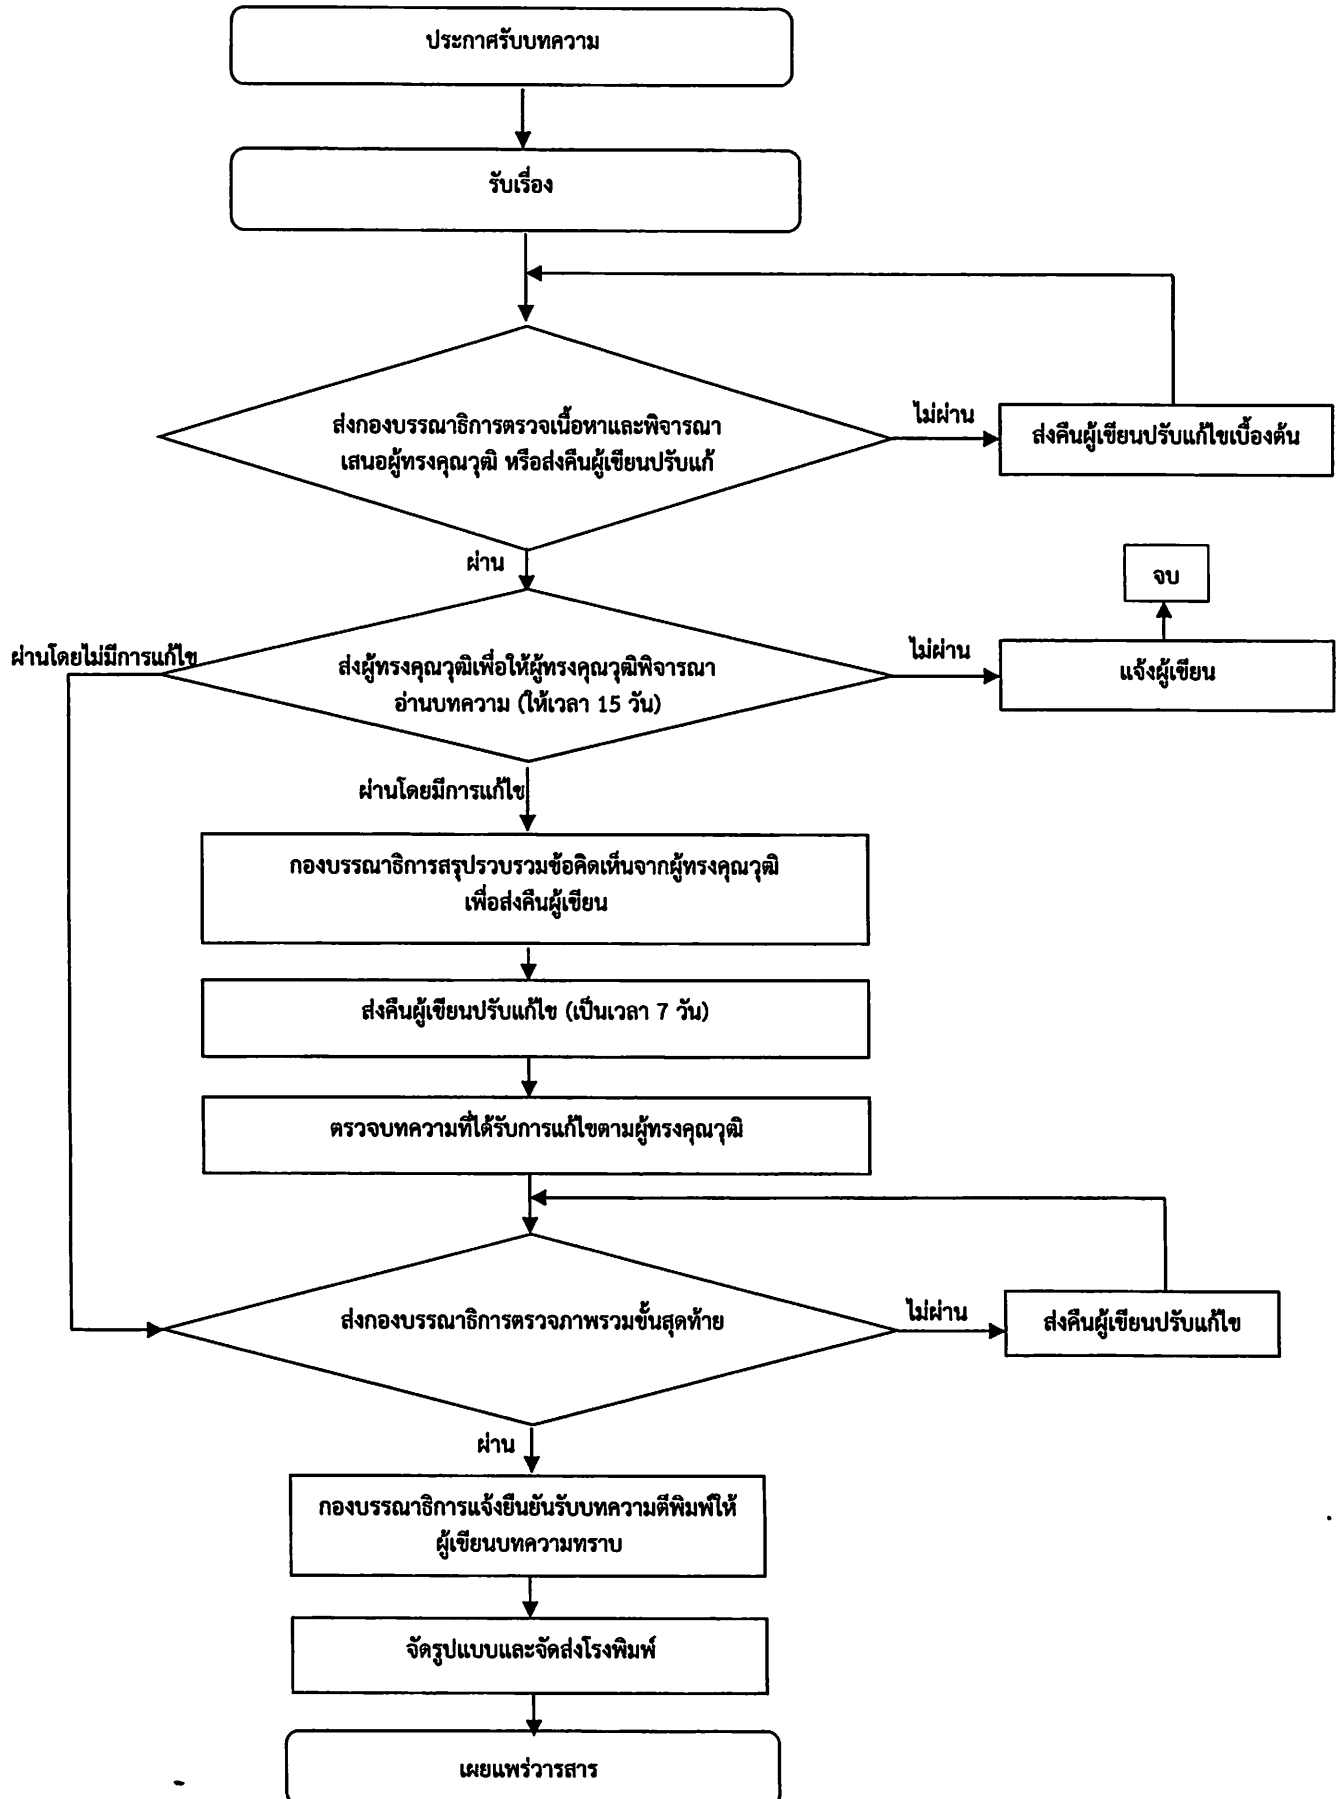 ประกาศรับบทความ
รับเรื่อง
ส่งกองบรรณาธิการตรวจเนื้อหาและพิจารณา
เสนอผู้ทรงคุณวุฒิ หรือส่งคืนผู้เขียนปรับแก้
ไม่ผ่าน
ส่งคืนผู้เขียนปรับแก้ไขเบื้องต้น
ผ่าน
จบ
ผ่านโดยไม่มีการแก้ไข
ส่งผู้ทรงคุณวุฒิเพื่อให้ผู้ทรงคุณวุฒิพิจารณา
อ่านบทความ (ให้เวลา 15 วัน)
ไม่ผ่าน
แจ้งผู้เขียน
ผ่านโดยมีการแก้ไข
กองบรรณาธิการสรุปรวบรวมข้อคิดเห็นจากผู้ทรงคุณวุฒิ
เพื่อส่งคืนผู้เขียน
ส่งคืนผู้เขียนปรับแก้ไข (เป็นเวลา 7 วัน)
ตรวจบทความที่ได้รับการแก้ไขตามผู้ทรงคุณวุฒิ
ส่งกองบรรณาธิการตรวจภาพรวมขั้นสุดท้าย
ไม่ผ่าน
ส่งคืนผู้เขียนปรับแก้ไข
ผ่าน
กองบรรณาธิการแจ้งยืนยันรับบทความตีพิมพ์ให้
ผู้เขียนบทความทราบ
จัดรูปแบบและจัดส่งโรงพิมพ์
เผยแพร่วารสาร